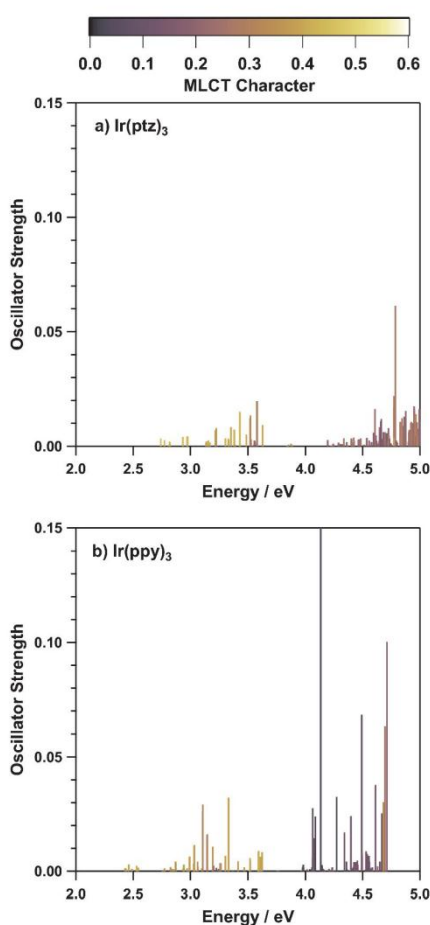 0.0 0.1 0.2 0.3 0.4 0.5 0.6
MLCT Character
0.15
a) Ir(ptz)₃
0.10
Oscillator Strength
0.05
0.00
2.0 2.5 3.0 3.5 4.0 4.5 5.0
Energy / eV
0.15
b) Ir(ppy)₃
0.10
Oscillator Strength
0.05
0.00
2.0 2.5 3.0 3.5 4.0 4.5 5.0
Energy / eV